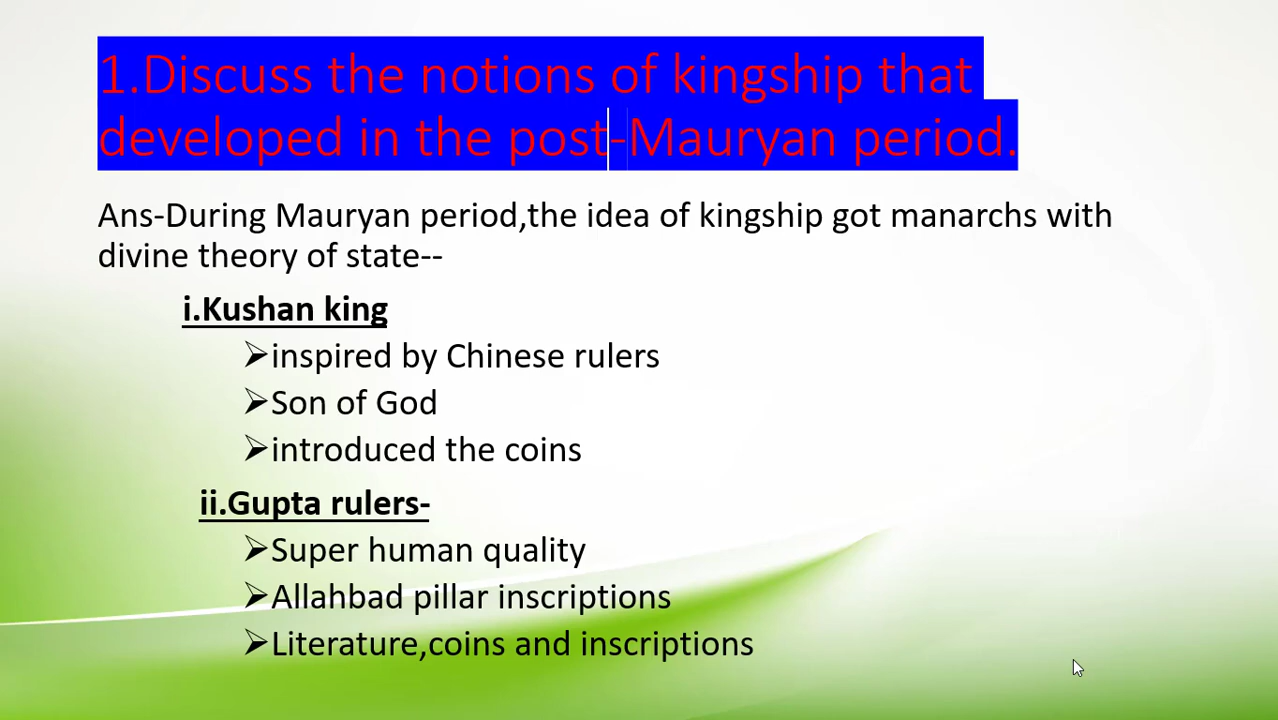 1.Discuss the notions of kingship that
developed in the post-Mauryan period.
Ans-During Mauryan period,the idea of kingship got manarchs with
divine theory of state--
i.Kushan king
➢inspired by Chinese rulers
➢Son of God
➢introduced the coins
ii.Gupta rulers-
➢Super human quality
➢Allahbad pillar inscriptions
➢Literature,coins and inscriptions